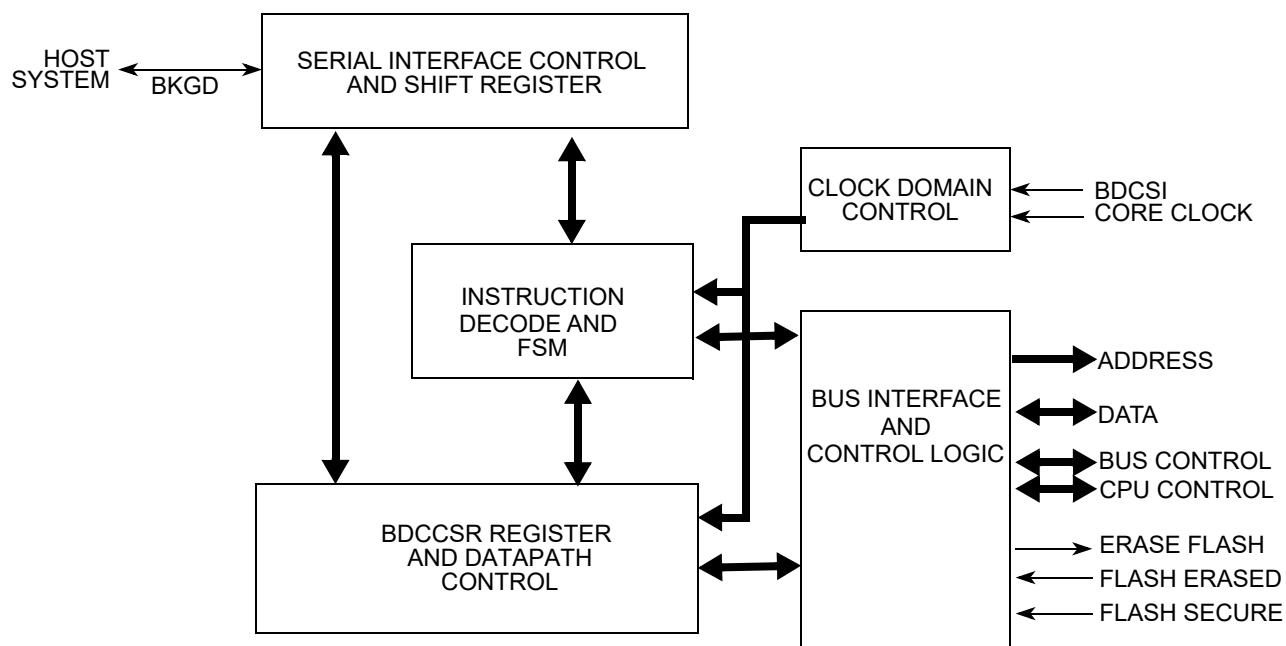 HOST
SYSTEM
BKGD
SERIAL INTERFACE CONTROL
AND SHIFT REGISTER
CLOCK DOMAIN
CONTROL
BDCSI
CORE CLOCK
INSTRUCTION
DECODE AND
FSM
BUS INTERFACE
AND
CONTROL LOGIC
ADDRESS
DATA
BUS CONTROL
CPU CONTROL
ERASE FLASH
FLASH ERASED
FLASH SECURE
BDCCSR REGISTER
AND DATAPATH
CONTROL